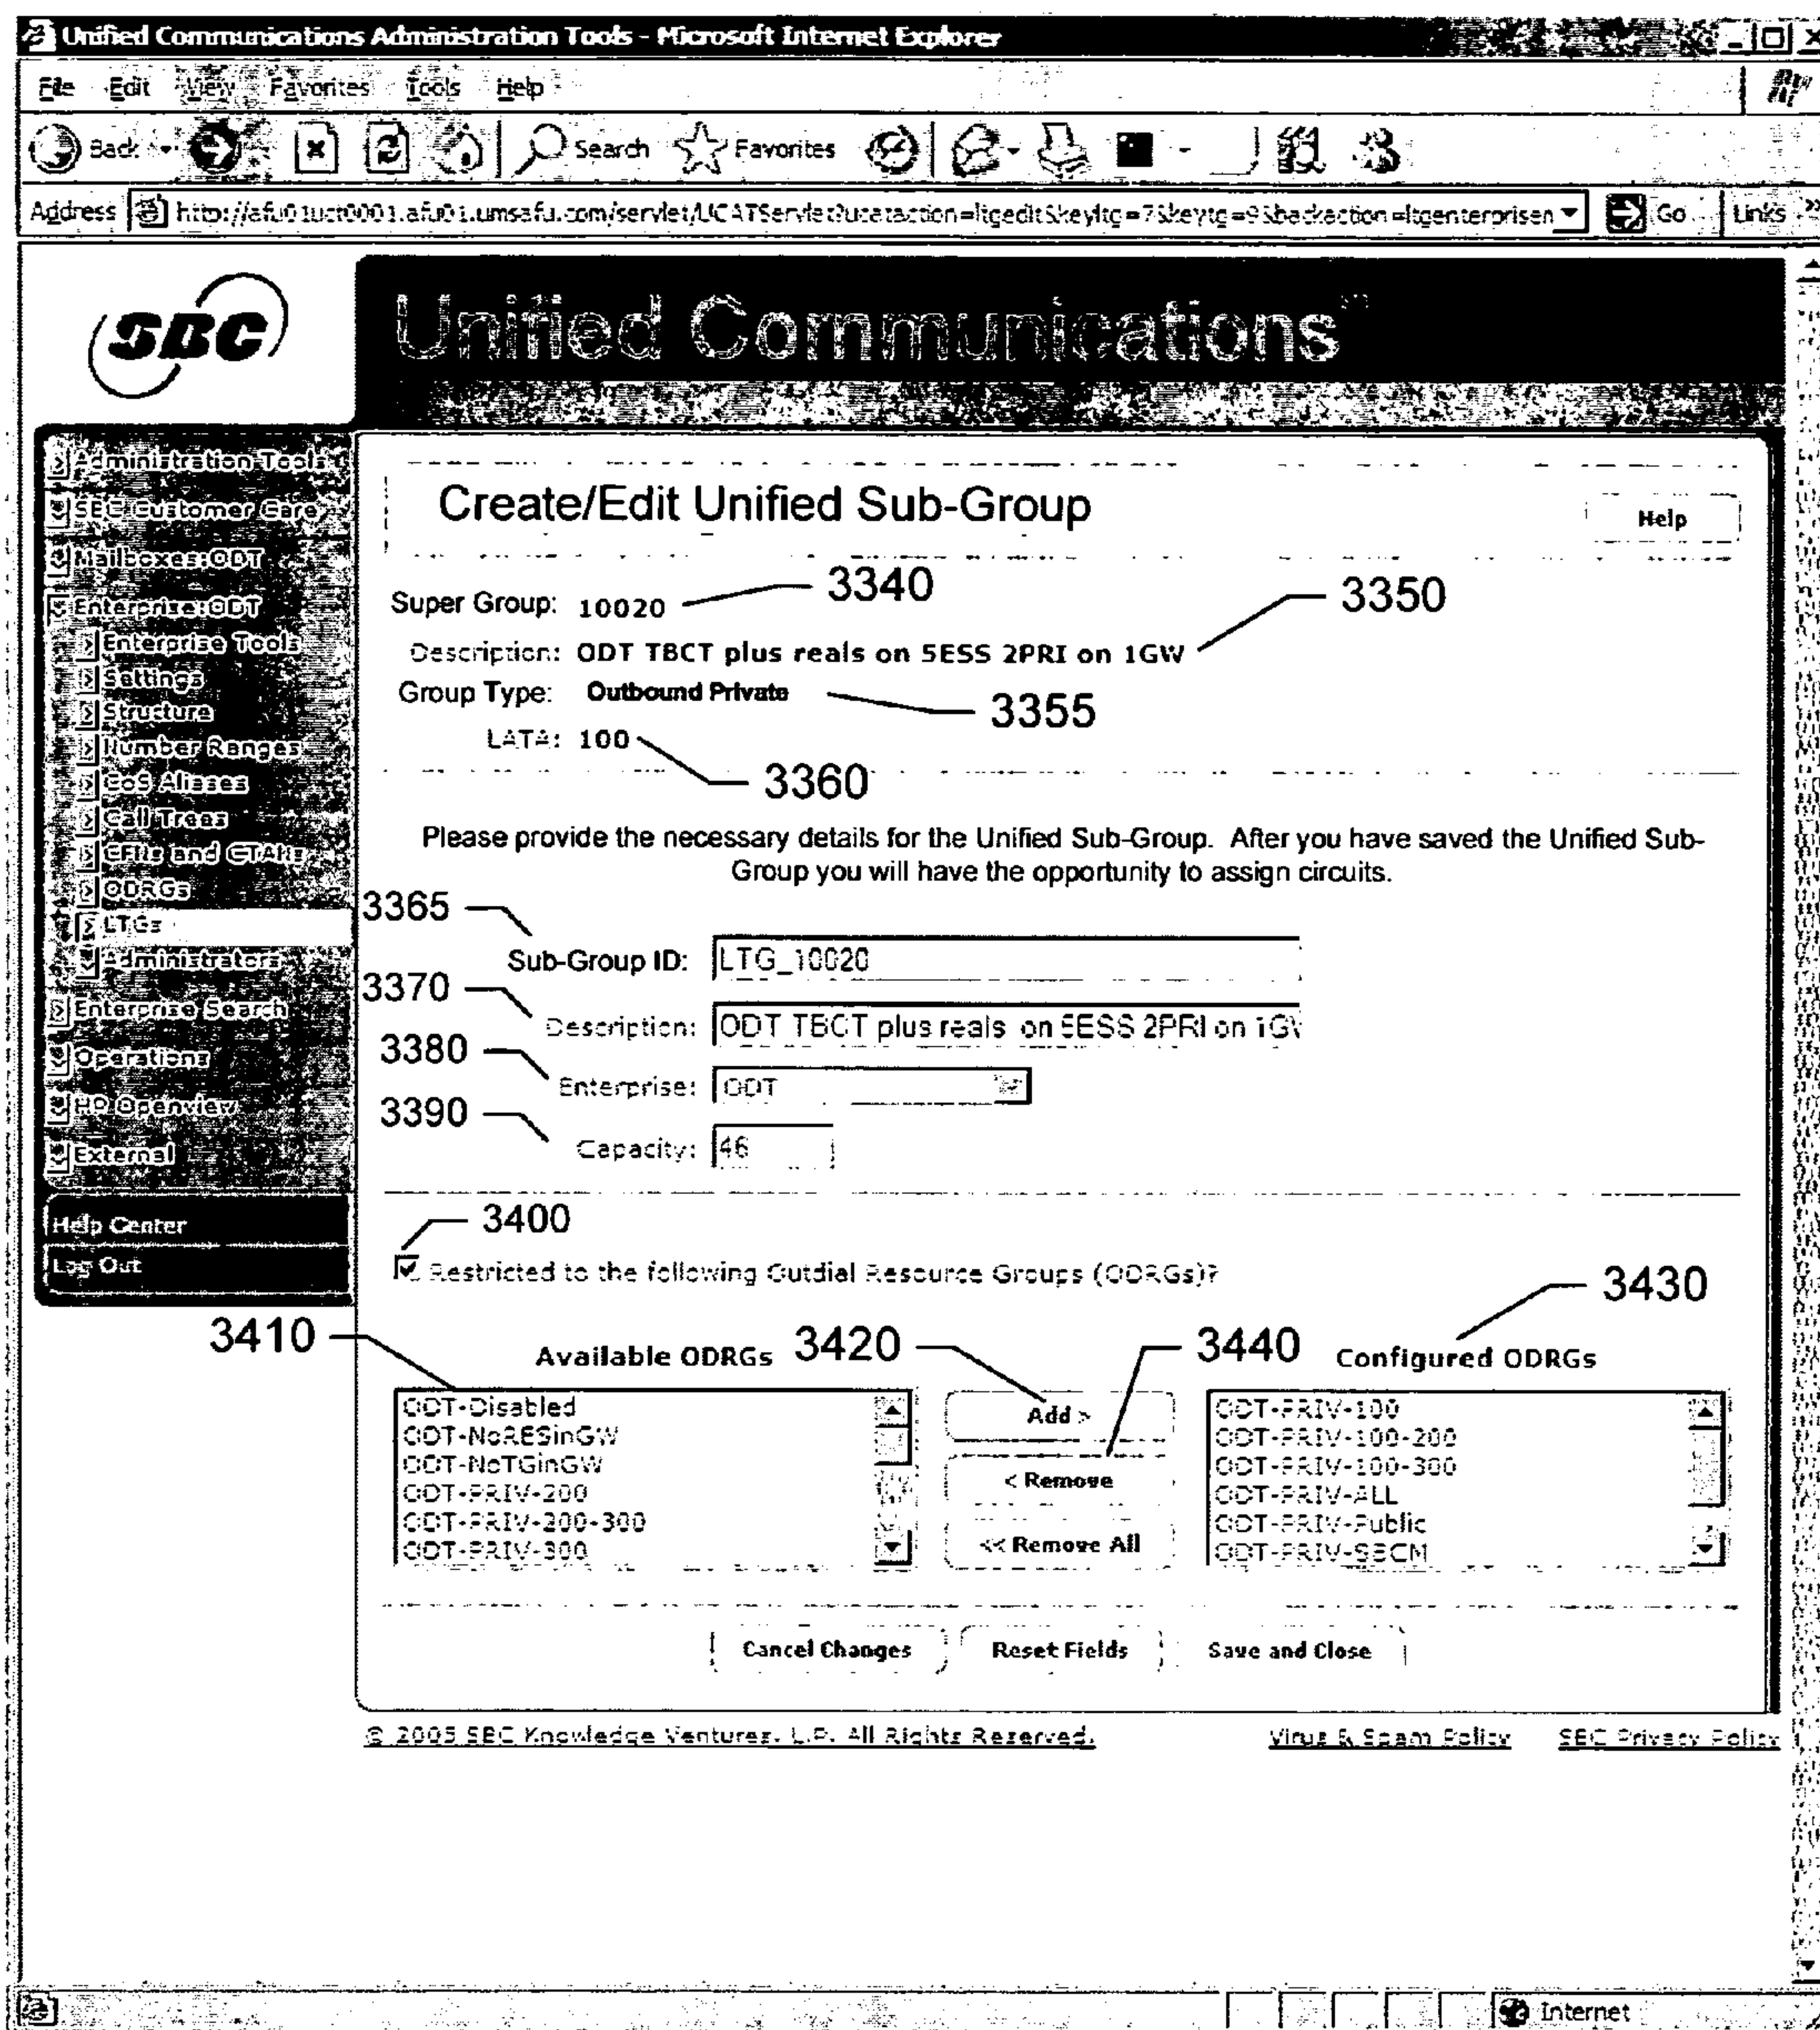 Unified Communications Administration Tools - Microsoft Internet Explorer
File Edit View Favorites Tools Help
Back Search Favorites
Address Go Links »
SBC
Unified Communications
Administration Tools
SBC Customer Care
Mailboxes:ODT
Enterprise:ODT
Enterprise Tools
Settings
Structure
Number Ranges
CoS Aliases
Call Trees
CFRs and CTARs
ODRGs
LTGs
Administrators
Enterprise Search
Operations
HP Openview
External
Help Center
Log Out
Create/Edit Unified Sub-Group
Help
Super Group: 10020 3340
3350
Description: ODT TBCT plus reals on 5ESS 2PRI on 1GW
Group Type: Outbound Private 3355
LATA: 100
3360
Please provide the necessary details for the Unified Sub-Group. After you have saved the Unified Sub-
Group you will have the opportunity to assign circuits.
3365
Sub-Group ID: LTG_10020
3370
Description: ODT TBCT plus reals on 5ESS 2PRI on 1GW
3380
Enterprise: ODT
3390
Capacity: 46
3400
Restricted to the following Outdial Resource Groups (ODRGs)?
3430
3410 Available ODRGs 3420 3440 Configured ODRGs
ODT-Disabled
ODT-NoRESinGW
ODT-NoTGinGW
ODT-PRIV-200
ODT-PRIV-200-300
ODT-PRIV-300
Add >
< Remove
<< Remove All
ODT-PRIV-100
ODT-PRIV-100-200
ODT-PRIV-100-300
ODT-PRIV-ALL
ODT-PRIV-Public
ODT-PRIV-SBCM
Cancel Changes Reset Fields Save and Close
© 2005 SBC Knowledge Ventures, L.P. All Rights Reserved. Virus & Spam Policy SBC Privacy Policy
Internet